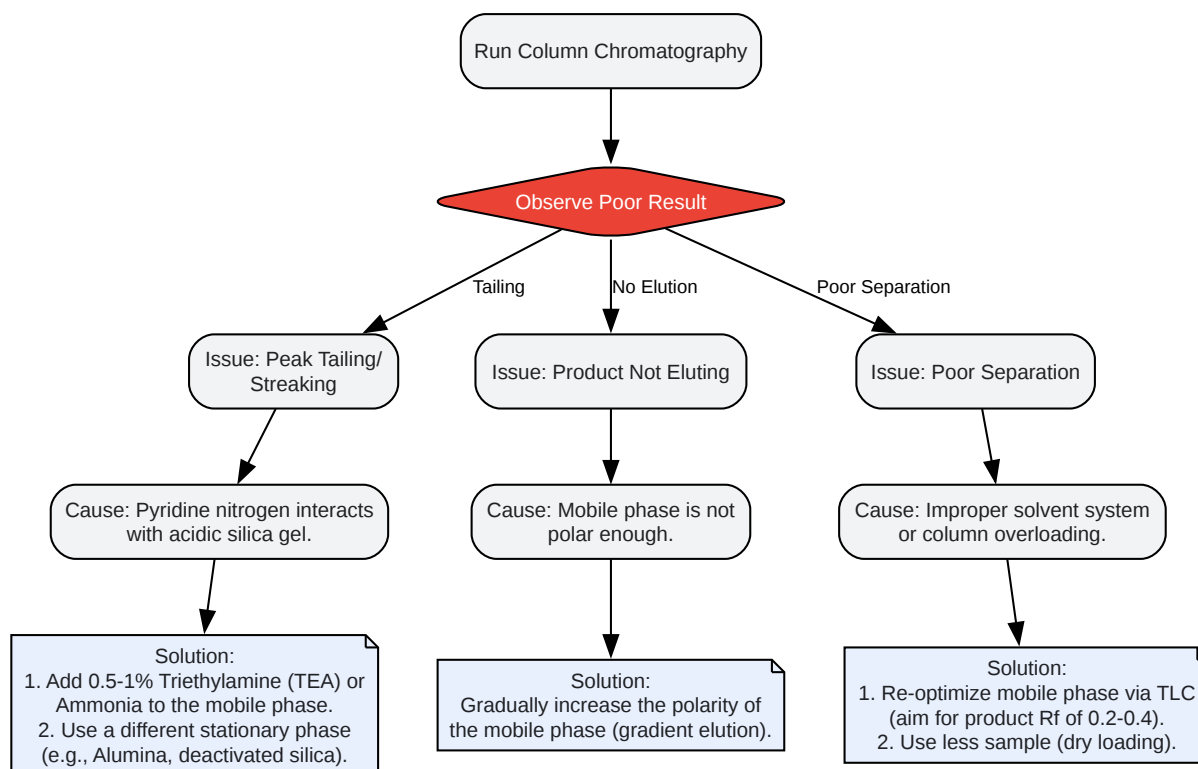 Run Column Chromatography
Observe Poor Result
Tailing
No Elution
Poor Separation
Issue: Peak Tailing/
Streaking
Issue: Product Not Eluting
Issue: Poor Separation
Cause: Pyridine nitrogen interacts
with acidic silica gel.
Cause: Mobile phase is not
polar enough.
Cause: Improper solvent system
or column overloading.
Solution:
1. Add 0.5-1% Triethylamine (TEA) or
Ammonia to the mobile phase.
2. Use a different stationary phase
(e.g., Alumina, deactivated silica).
Solution:
Gradually increase the polarity of
the mobile phase (gradient elution).
Solution:
1. Re-optimize mobile phase via TLC
(aim for product Rf of 0.2-0.4).
2. Use less sample (dry loading).